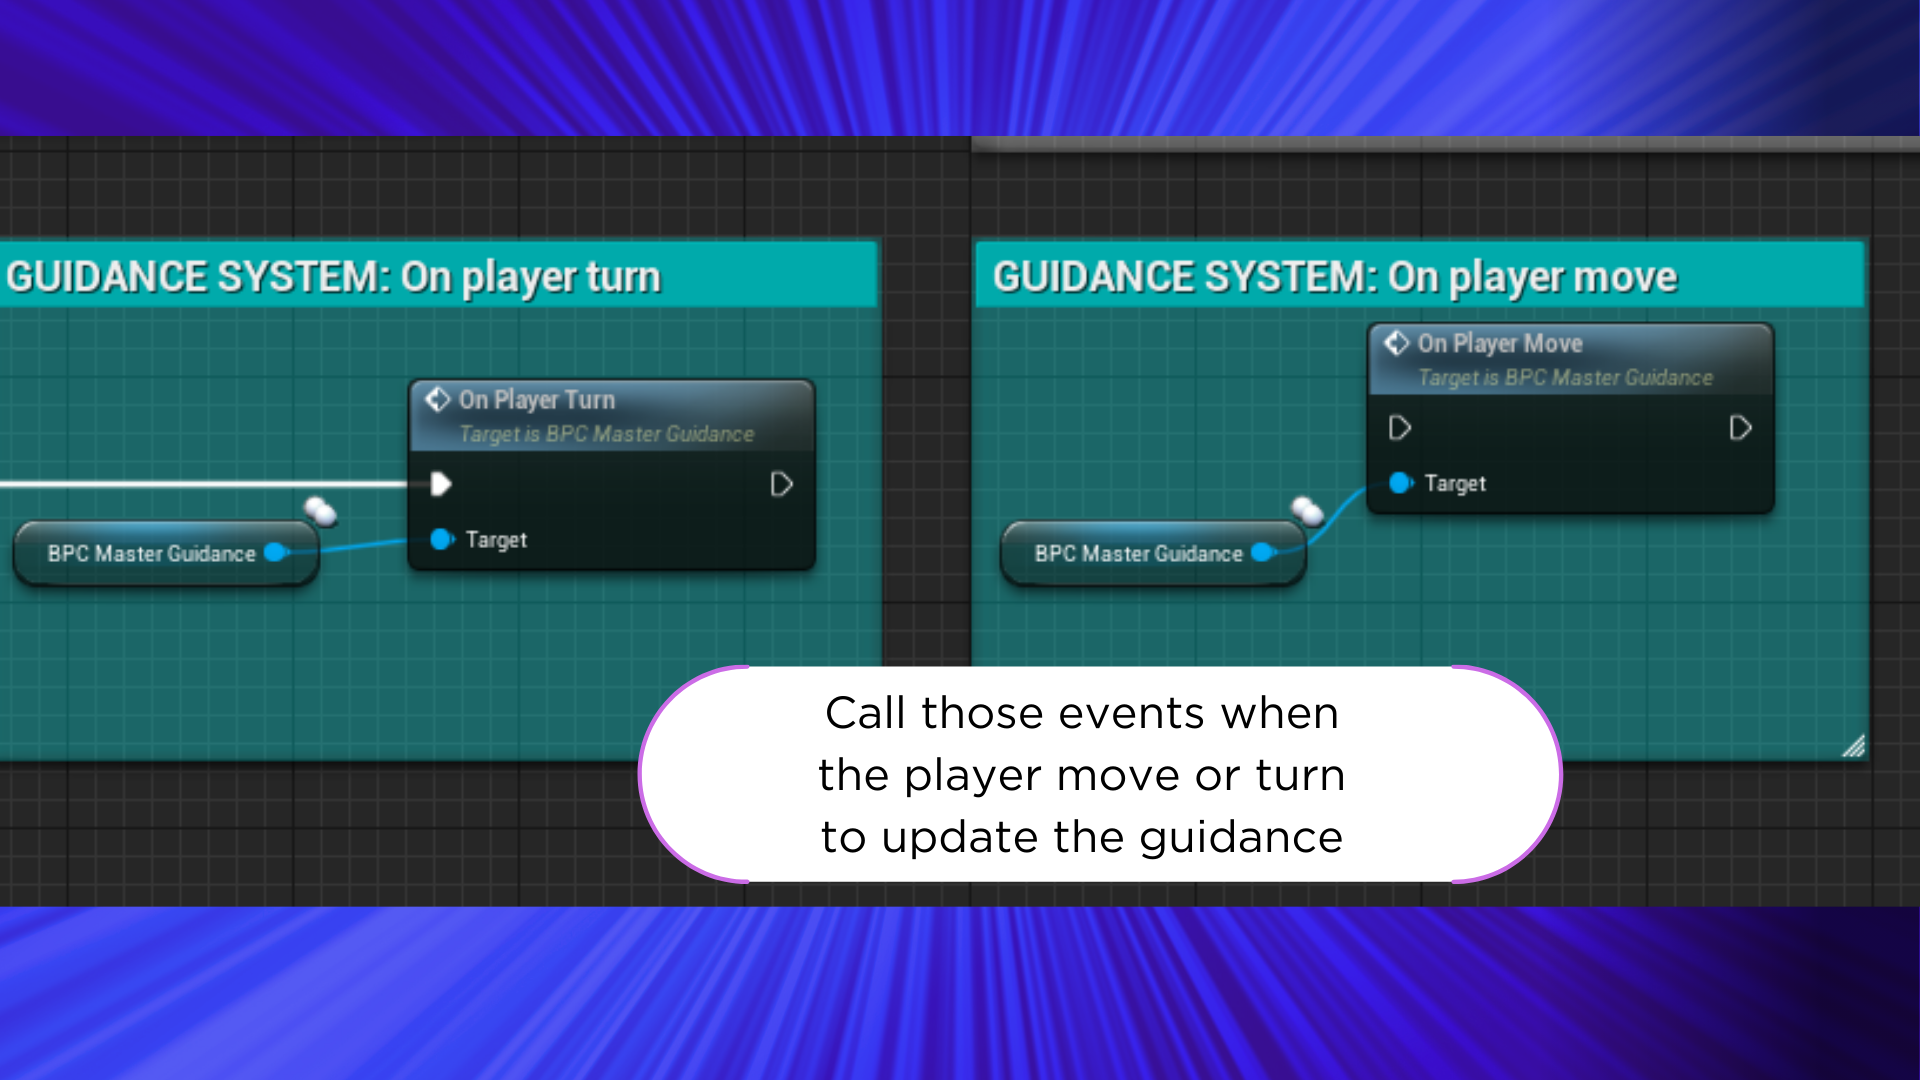 GUIDANCE SYSTEM: On player turn
On Player Turn
Target is BPC Master Guidance
BPC Master Guidance
Target
GUIDANCE SYSTEM: On player move
On Player Move
Target is BPC Master Guidance
Target
BPC Master Guidance
Call those events when
the player move or turn
to update the guidance